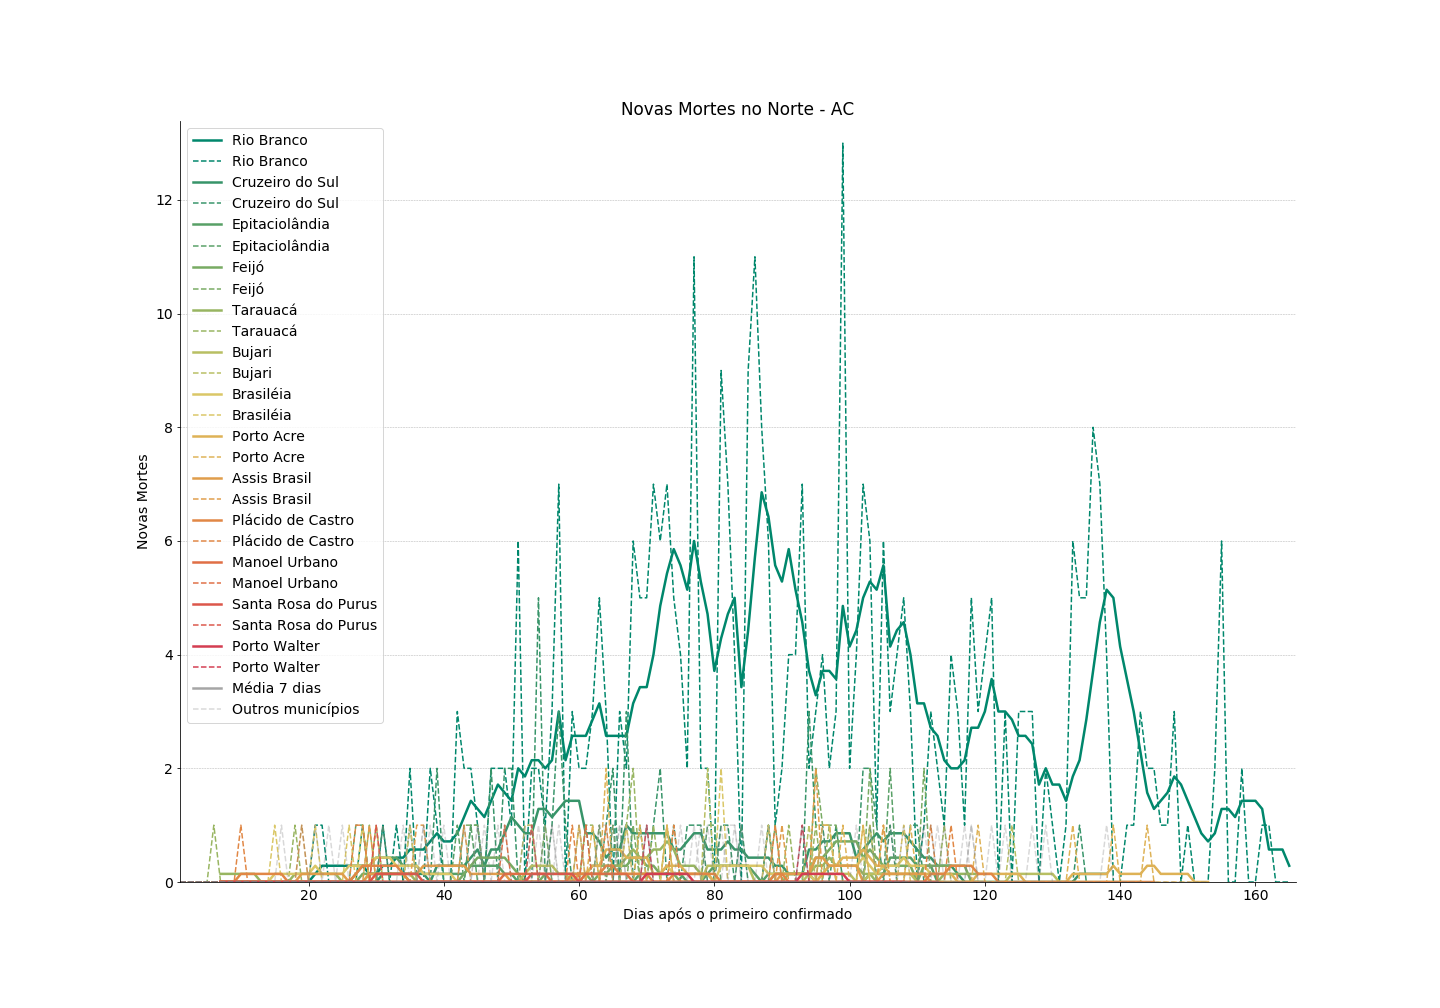 Novas Mortes no Norte - AC
Rio Branco
Rio Branco
Cruzeiro do Sul
Cruzeiro do Sul
Epitaciolândia
Epitaciolândia
Feijó
Feijó
Tarauacá
Tarauacá
Bujari
Bujari
Brasiléia
Brasiléia
Porto Acre
Porto Acre
Assis Brasil
Assis Brasil
Plácido de Castro
Plácido de Castro
Manoel Urbano
Manoel Urbano
Santa Rosa do Purus
Santa Rosa do Purus
Porto Walter
Porto Walter
Média 7 dias
Outros municípios
Novas Mortes
12
10
8
6
4
2
0
20 40 60 80 100 120 140 160
Dias após o primeiro confirmado